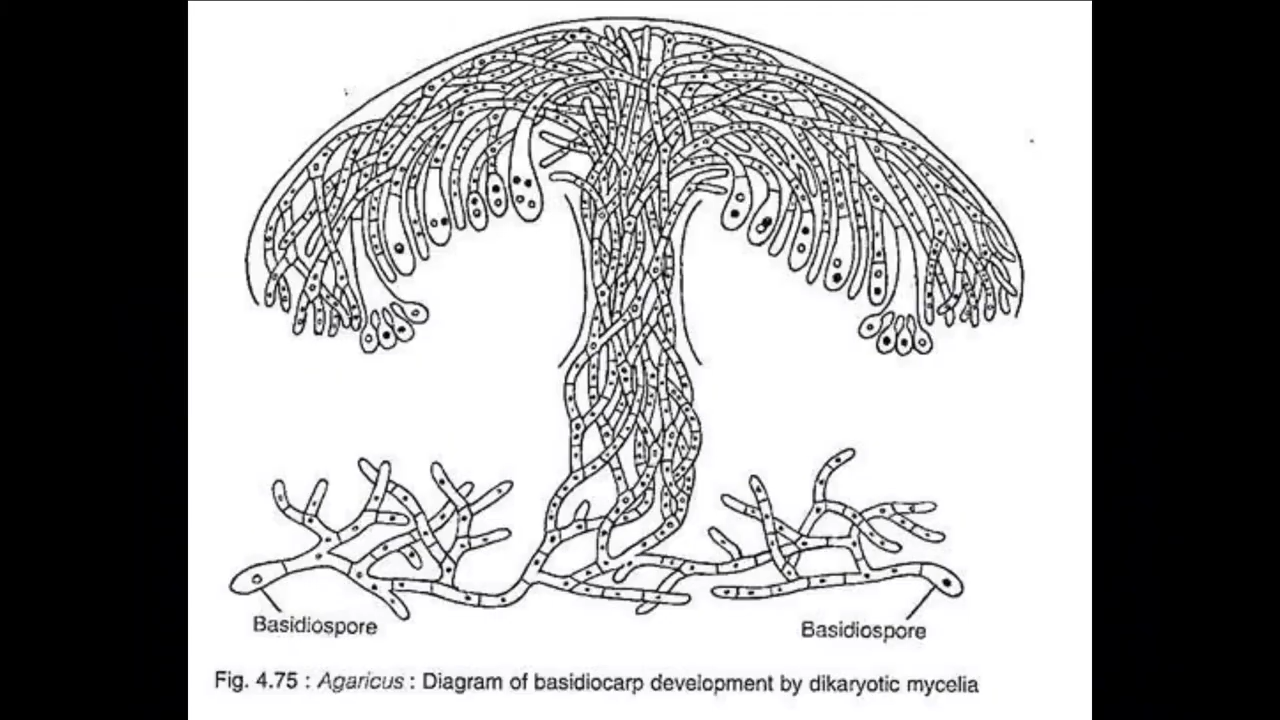 Basidiospore
Basidiospore
Fig. 4.75 : Agaricus : Diagram of basidiocarp development by dikaryotic mycelia